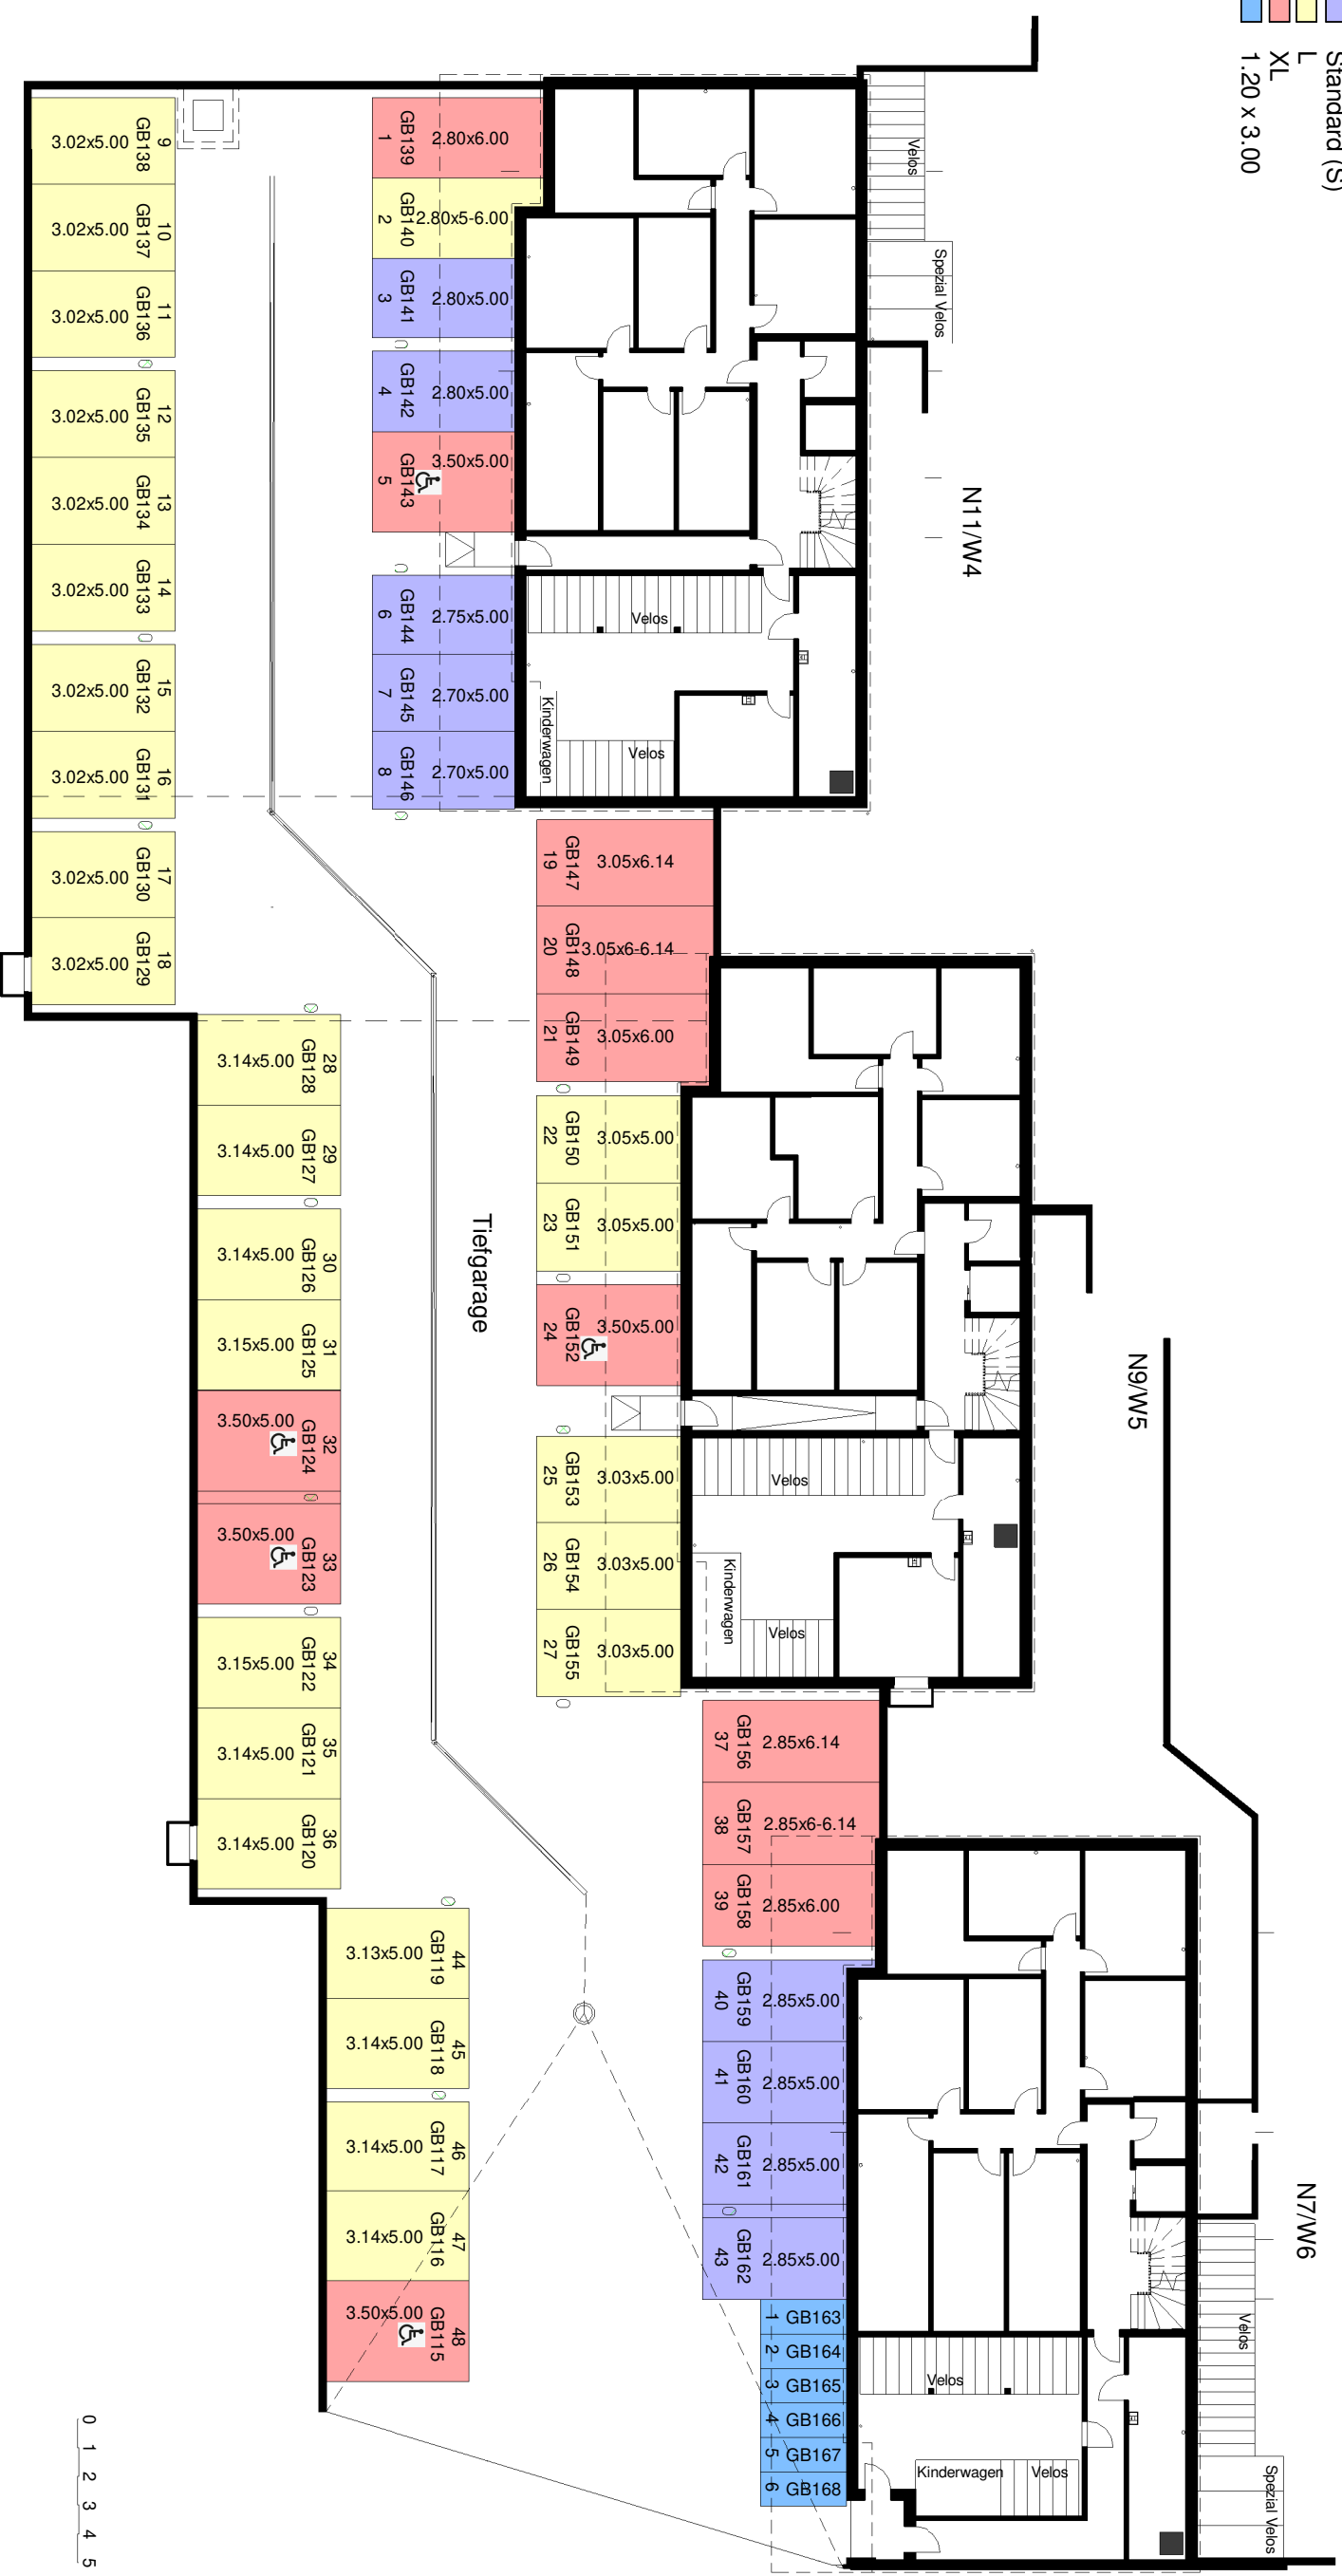 Standard (S)
L
XL
1.20 x 3.00
N11/W4
Velos
Spezial Velos
Velos
Kinderwagen
Velos
N9/W5
Velos
Kinderwagen
Velos
N7/W6
Velos
Spezial Velos
Velos
Kinderwagen
Velos
Tiefgarage
2.80x6.00
GB139
1
2.80x5-6.00
GB140
2
2.80x5.00
GB141
3
2.80x5.00
GB142
4
3.50x5.00
GB143
5
2.75x5.00
GB144
6
2.70x5.00
GB145
7
2.70x5.00
GB146
8
9
GB138
3.02x5.00
10
GB137
3.02x5.00
11
GB136
3.02x5.00
12
GB135
3.02x5.00
13
GB134
3.02x5.00
14
GB133
3.02x5.00
15
GB132
3.02x5.00
16
GB131
3.02x5.00
17
GB130
3.02x5.00
18
GB129
3.02x5.00
3.05x6.14
GB147
19
3.05x6-6.14
GB148
20
3.05x6.00
GB149
21
3.05x5.00
GB150
22
3.05x5.00
GB151
23
3.50x5.00
GB152
24
3.03x5.00
GB153
25
3.03x5.00
GB154
26
3.03x5.00
GB155
27
28
GB128
3.14x5.00
29
GB127
3.14x5.00
30
GB126
3.14x5.00
31
GB125
3.15x5.00
32
GB124
3.50x5.00
33
GB123
3.50x5.00
34
GB122
3.15x5.00
35
GB121
3.14x5.00
36
GB120
3.14x5.00
2.85x6.14
GB156
37
2.85x6-6.14
GB157
38
2.85x6.00
GB158
39
2.85x5.00
GB159
40
2.85x5.00
GB160
41
2.85x5.00
GB161
42
2.85x5.00
GB162
43
1 GB163
2 GB164
3 GB165
4 GB166
5 GB167
6 GB168
44
GB119
3.13x5.00
45
GB118
3.14x5.00
46
GB117
3.14x5.00
47
GB116
3.14x5.00
48
GB115
3.50x5.00
0 1 2 3 4 5